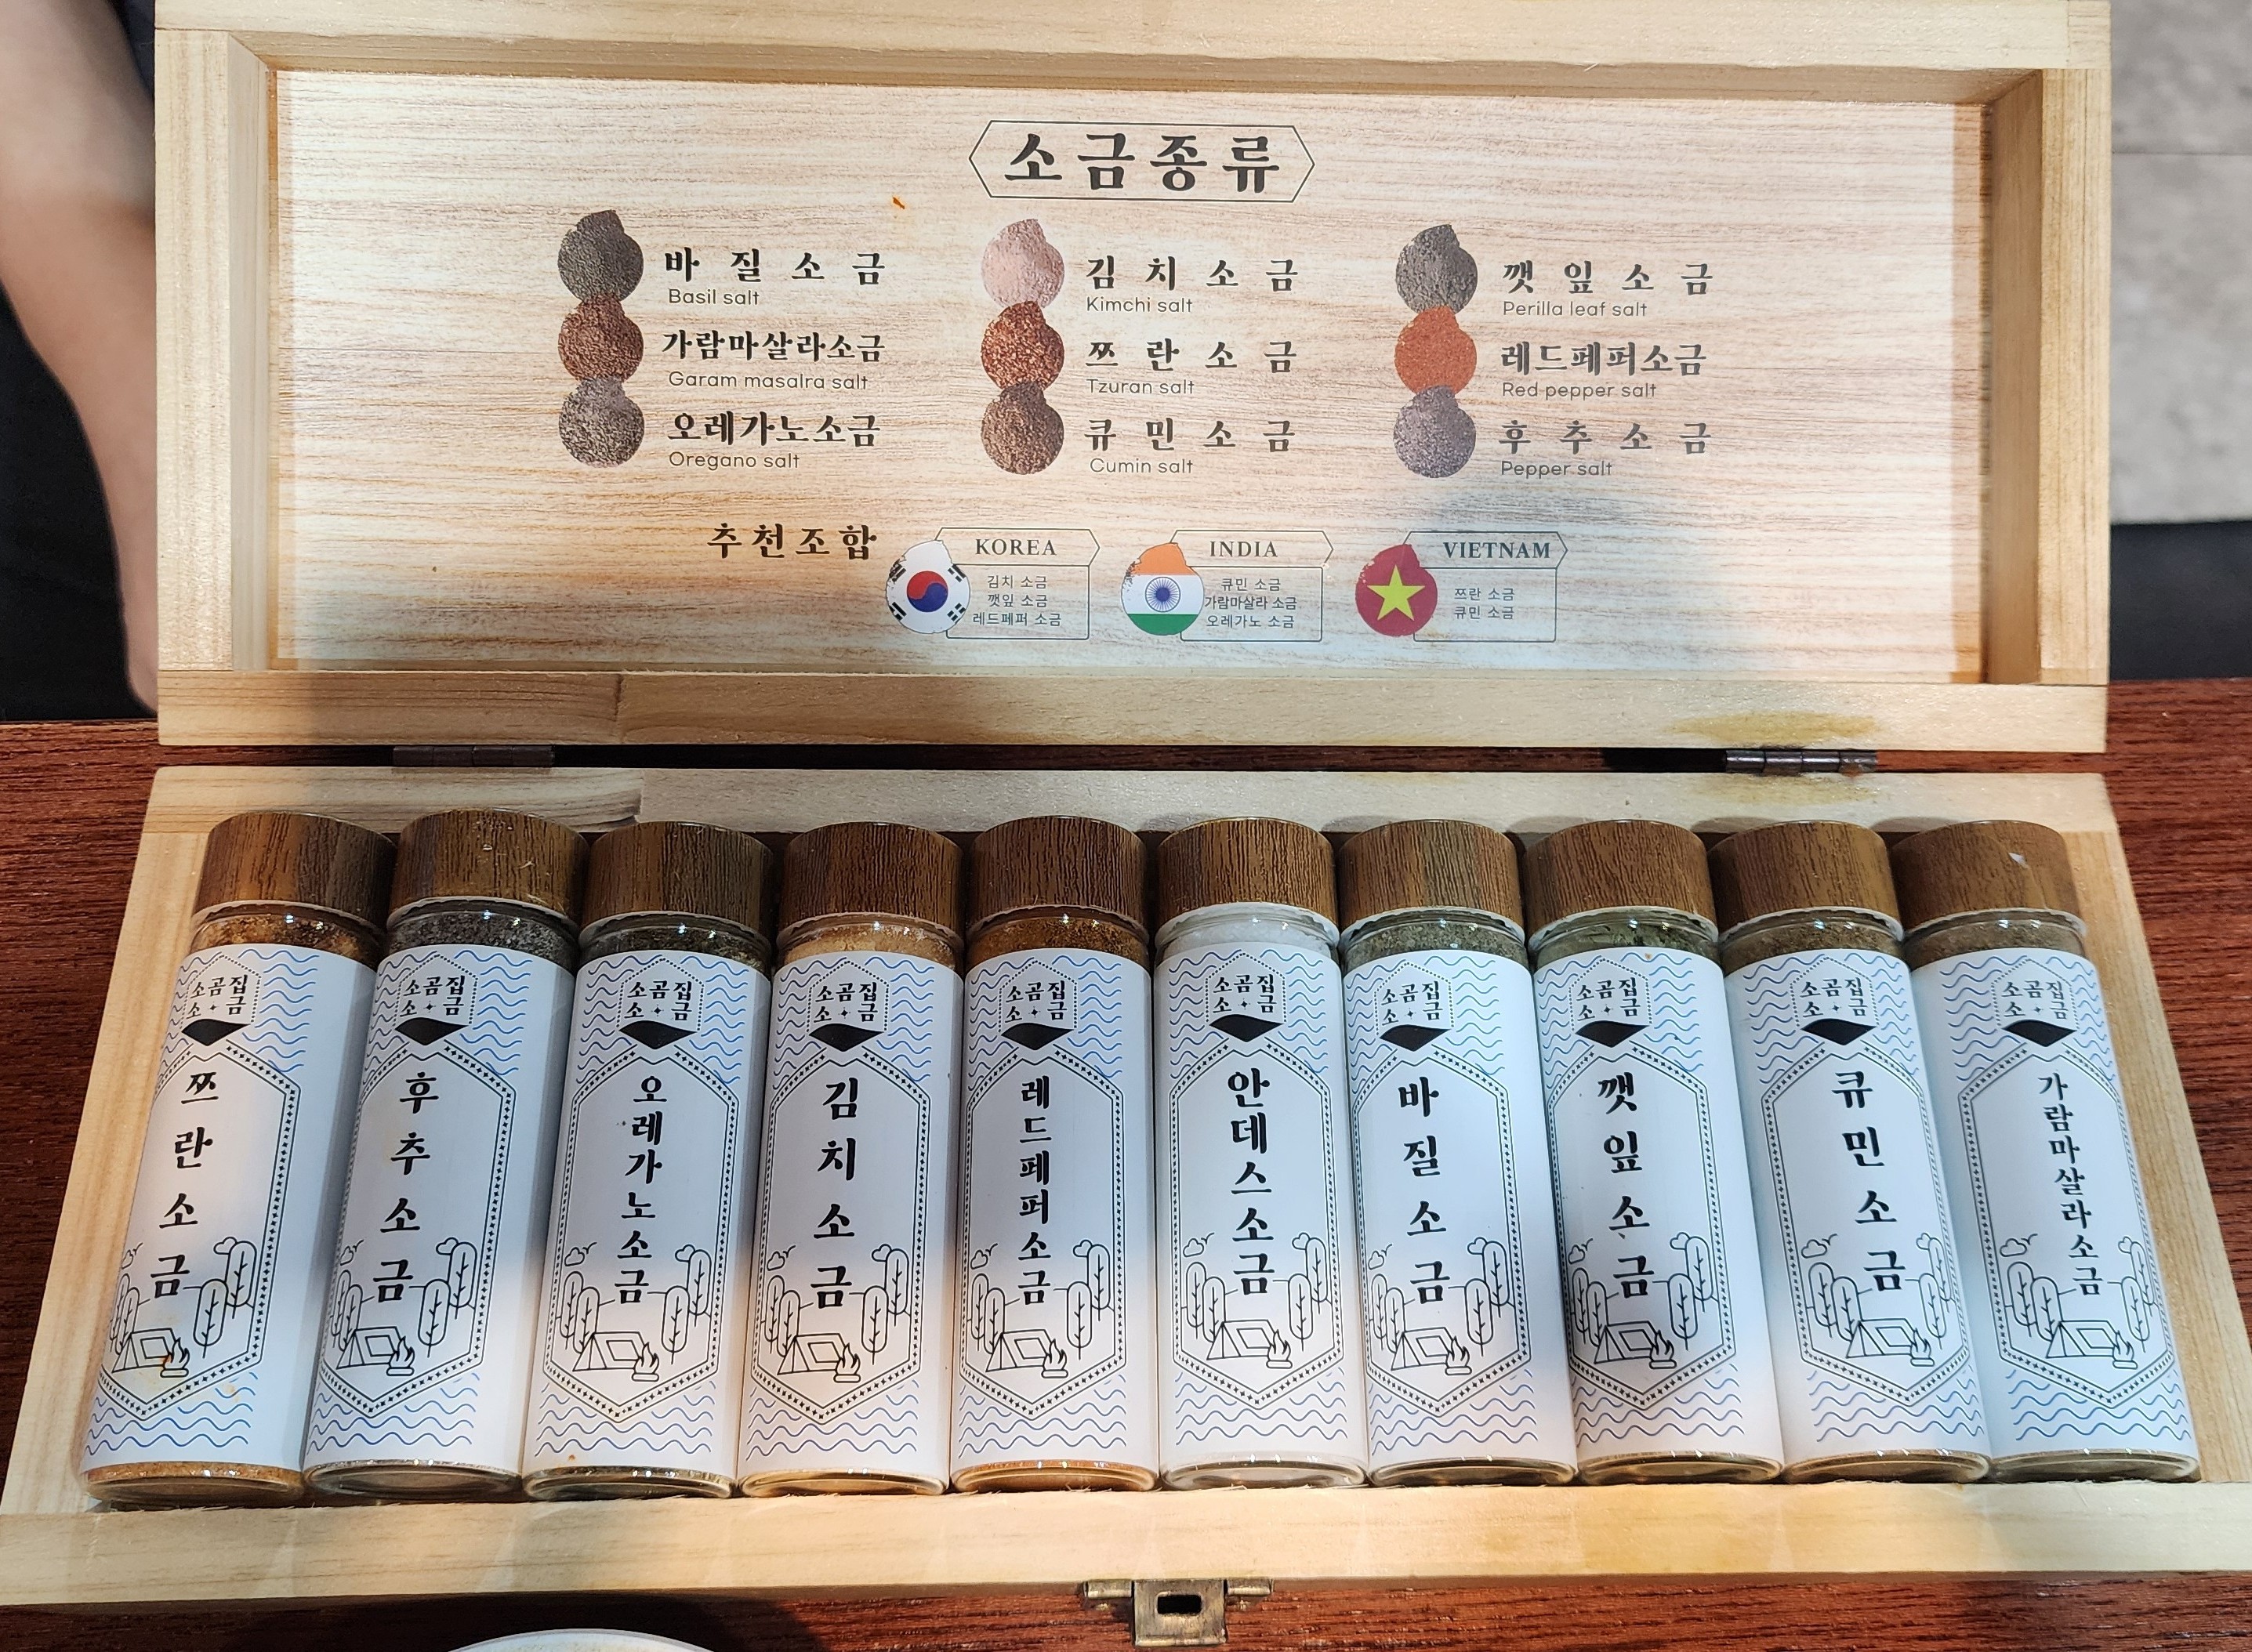 소금종류
바질소금
Basil salt
김치소금
Kimchi salt
깻잎소금
Perilla leaf salt
가람마살라소금
Garam masalra salt
쯔란소금
Tzuran salt
레드페퍼소금
Red pepper salt
오레가노소금
Oregano salt
큐민소금
Cumin salt
후추소금
Pepper salt
추천조합
KOREA
김치 소금
깻잎 소금
레드페퍼 소금
INDIA
큐민 소금
가람마살라 소금
오레가노 소금
VIETNAM
쯔란 소금
큐민 소금
소곰집
소금
쯔란소금
소곰집
소금
후추소금
소곰집
소금
오레가노소금
소곰집
소금
김치소금
소곰집
소금
레드페퍼소금
소곰집
소금
안데스소금
소곰집
소금
바질소금
소곰집
소금
깻잎소금
소곰집
소금
큐민소금
소곰집
소금
가람마살라소금